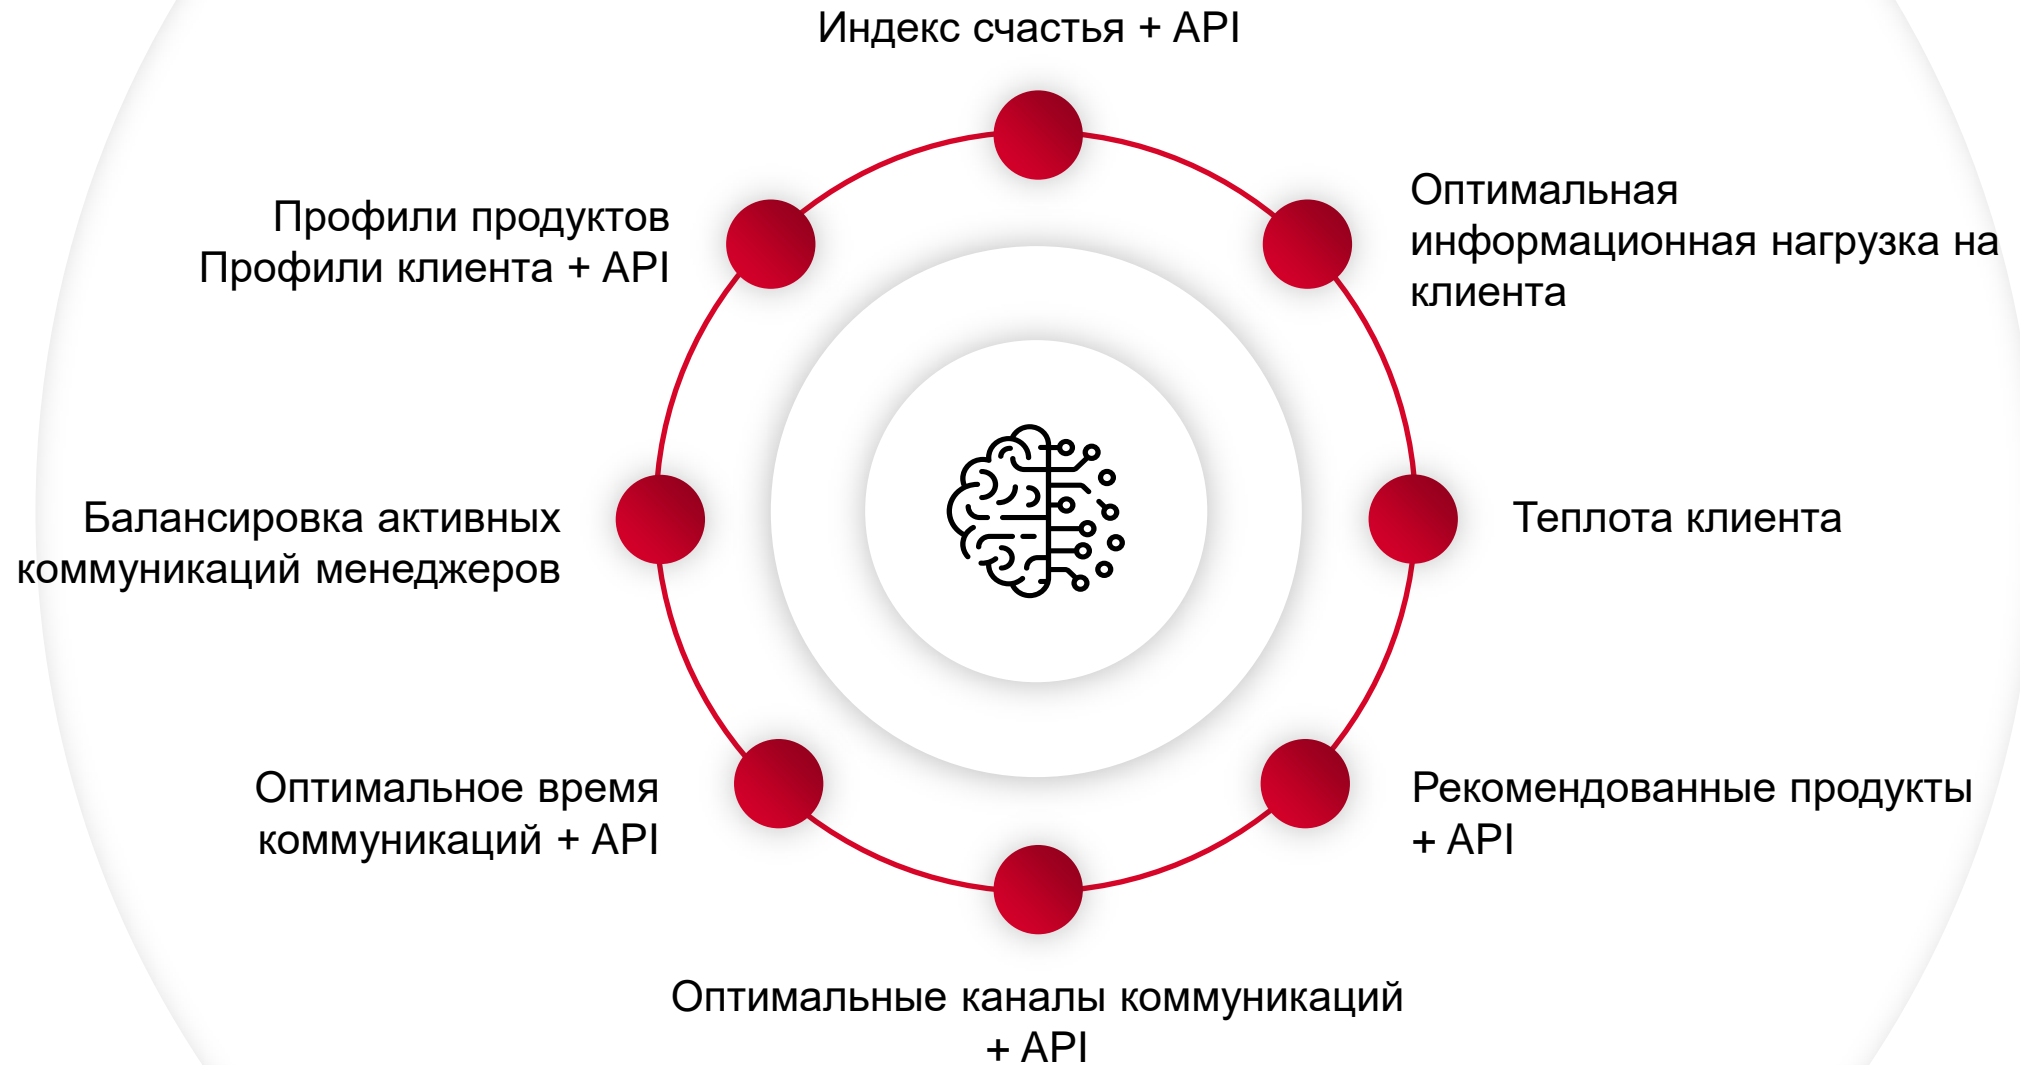 Индекс счастья + API
Оптимальная
информационная нагрузка на
клиента
Теплота клиента
Рекомендованные продукты
+ API
Оптимальные каналы коммуникаций
+ API
Оптимальное время
коммуникаций + API
Балансировка активных
коммуникаций менеджеров
Профили продуктов
Профили клиента + API